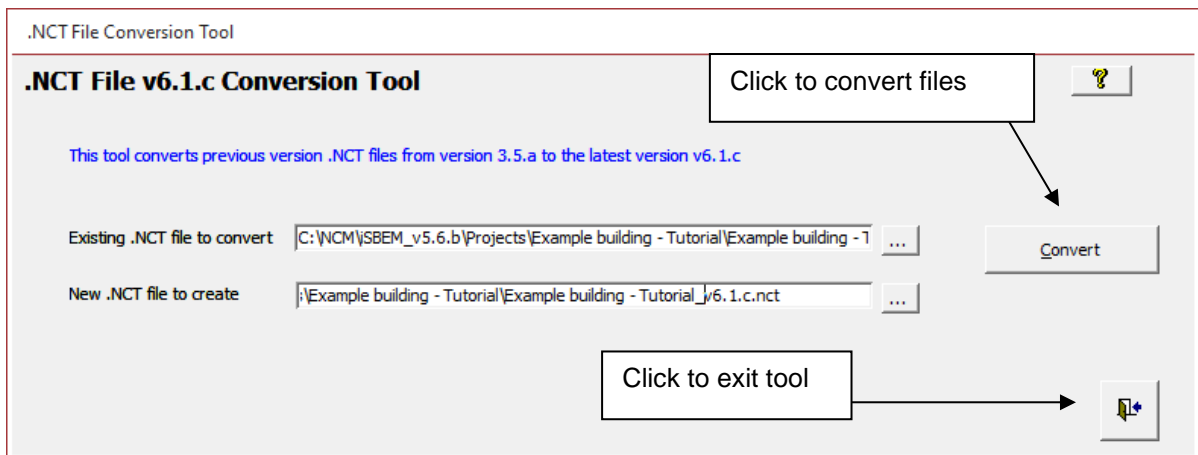 .NCT File Conversion Tool
.NCT File v6.1.c Conversion Tool
Click to convert files
?
This tool converts previous version .NCT files from version 3.5.a to the latest version v6.1.c
Existing .NCT file to convert
C:\NCM\iSBEM_v5.6.b\Projects\Example building - Tutorial\Example building - T
...
Convert
New .NCT file to create
;\Example building - Tutorial\Example building - Tutorial_v6.1.c.nct
...
Click to exit tool